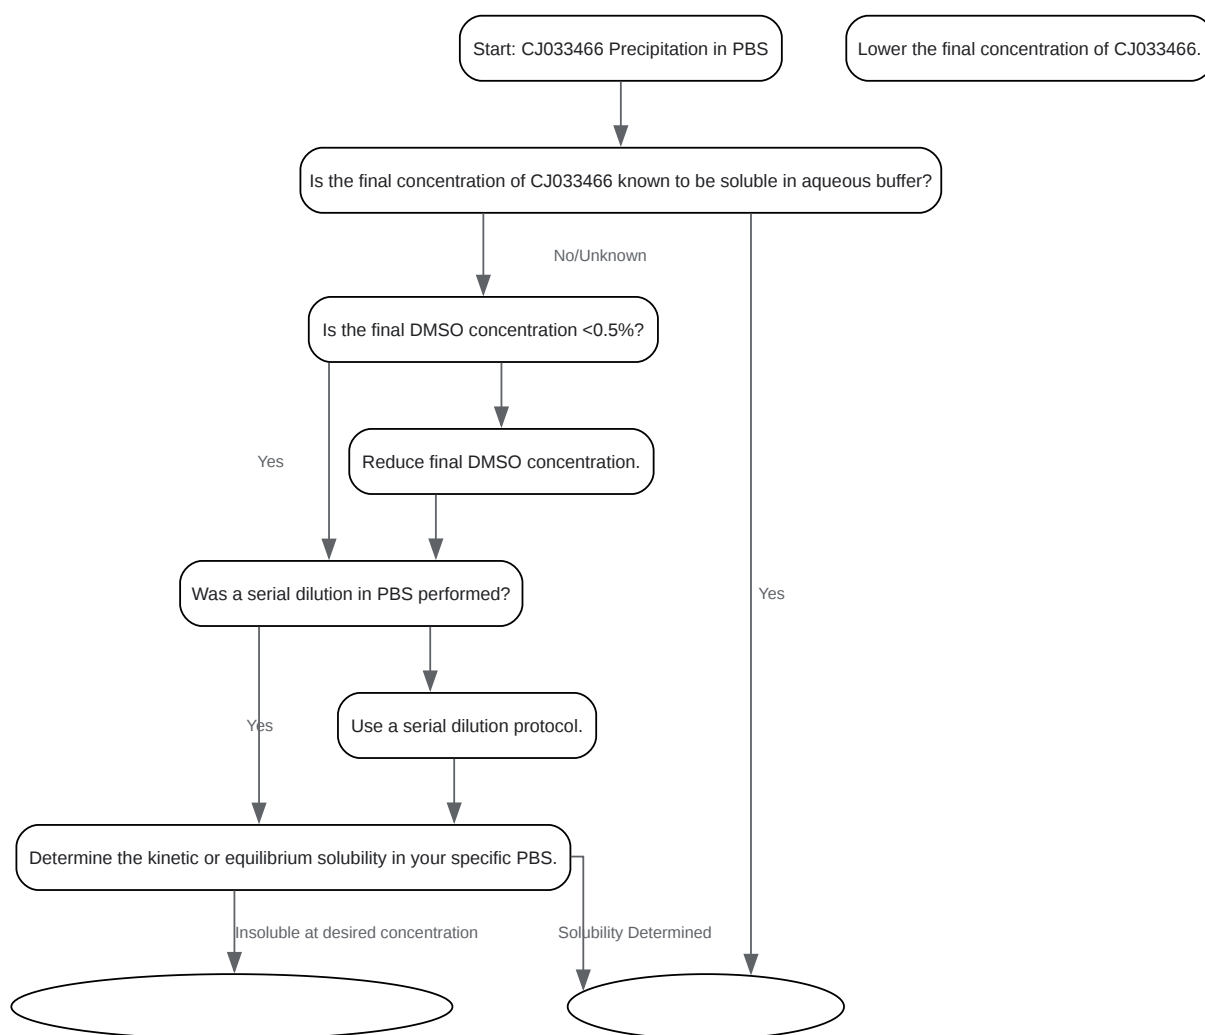 Start: CJ033466 Precipitation in PBS
Lower the final concentration of CJ033466.
Is the final concentration of CJ033466 known to be soluble in aqueous buffer?
No/Unknown
Is the final DMSO concentration <0.5%?
Yes
Reduce final DMSO concentration.
Was a serial dilution in PBS performed?
Yes
Yes
Use a serial dilution protocol.
Determine the kinetic or equilibrium solubility in your specific PBS.
Insoluble at desired concentration
Solubility Determined